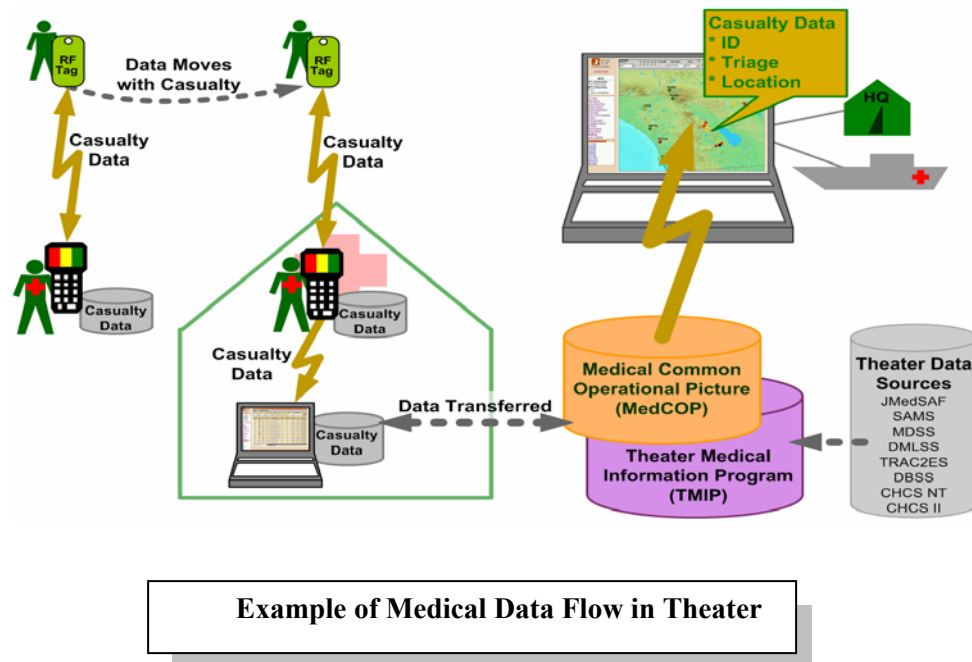 RF
Tag
Data Moves
with Casualty
RF
Tag
Casualty
Data
Casualty
Data
Casualty
Data
Casualty
Data
Casualty
Data
Casualty
Data
Data Transferred
Casualty Data
* ID
* Triage
* Location
HQ
Medical Common
Operational Picture
(MedCOP)
Theater Medical
Information Program
(TMIP)
Theater Data
Sources
JMedSAF
SAMS
MDSS
DMLSS
TRAC2ES
DBSS
CHCS NT
CHCS II
Example of Medical Data Flow in Theater